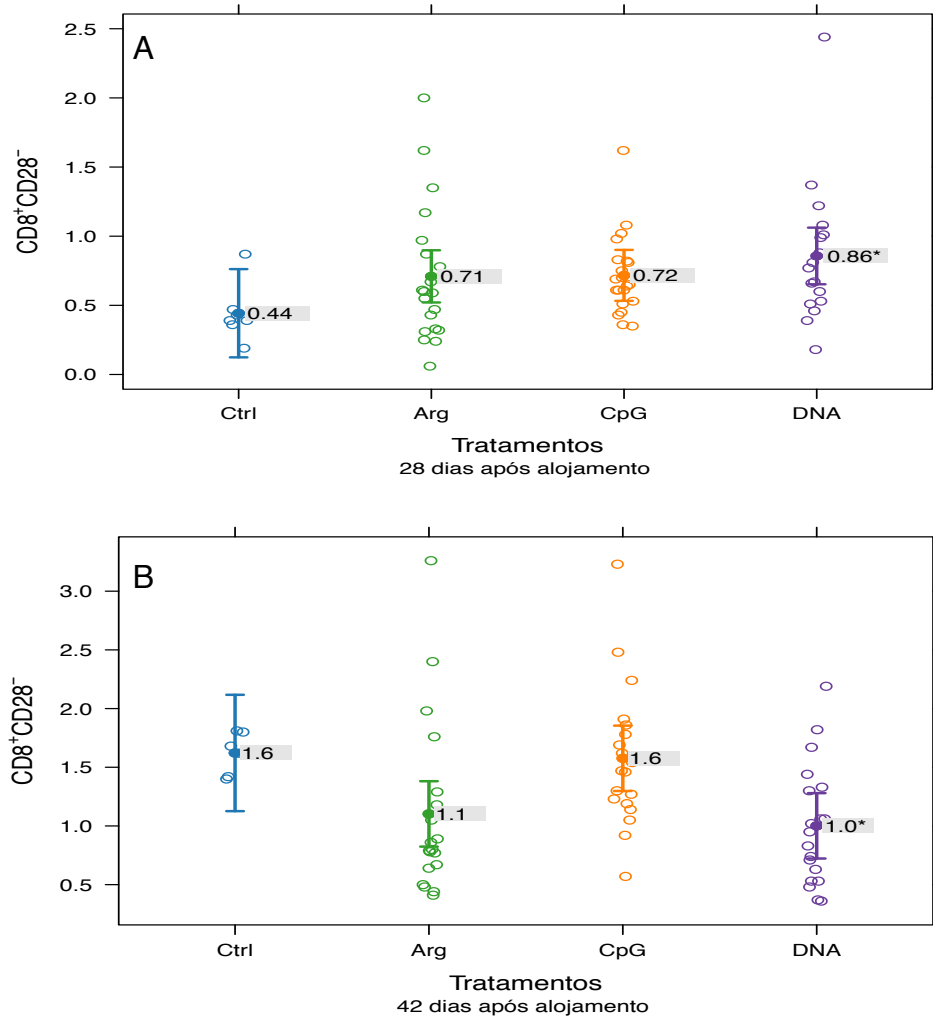 A
2.5
2.0
1.5
1.0
0.5
0.0
CD8⁺CD28⁻
0.44
0.71
0.72
0.86*
Ctrl
Arg
CpG
DNA
Tratamentos
28 dias após alojamento
B
3.0
2.5
2.0
1.5
1.0
0.5
CD8⁺CD28⁻
1.6
1.1
1.6
1.0*
Ctrl
Arg
CpG
DNA
Tratamentos
42 dias após alojamento